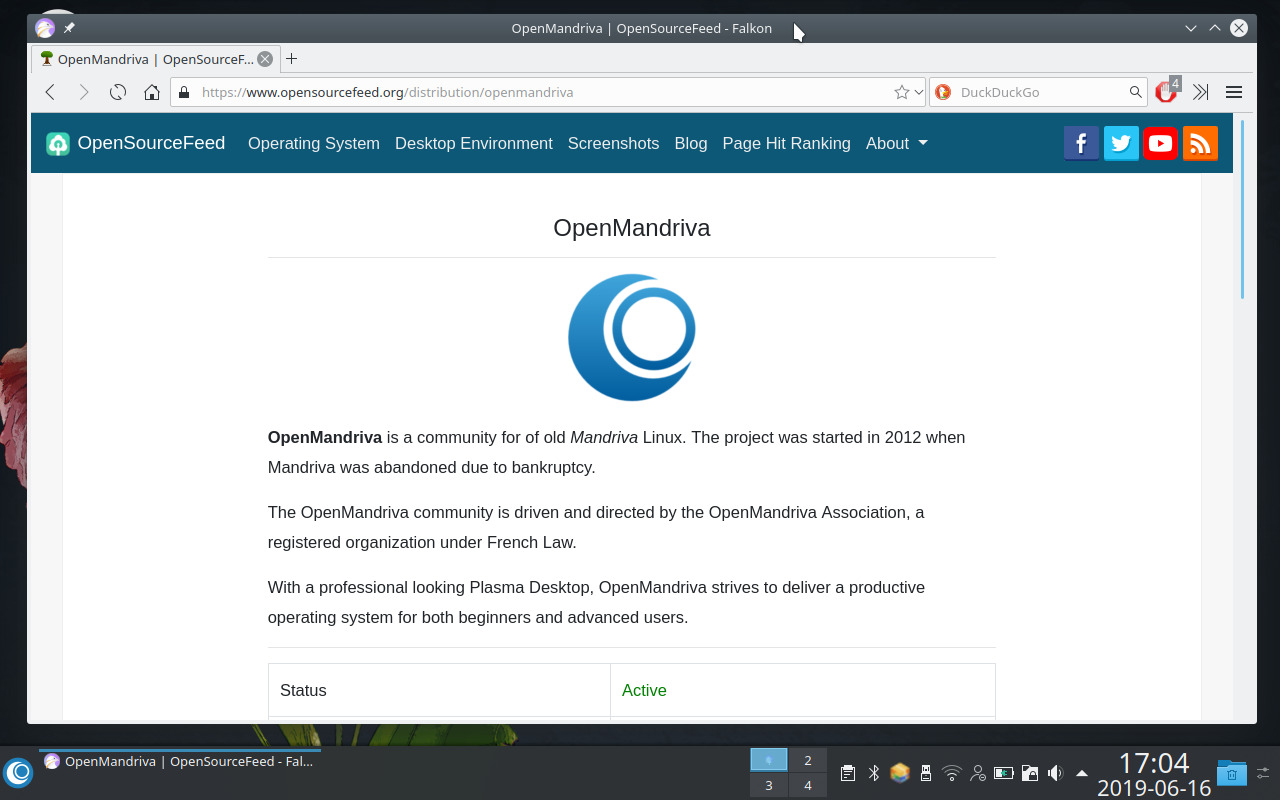 OpenMandriva | OpenSourceFeed - Falkon
OpenMandriva | OpenSourceF...
https://www.opensourcefeed.org/distribution/openmandriva
DuckDuckGo
4
OpenSourceFeed
Operating System
Desktop Environment
Screenshots
Blog
Page Hit Ranking
About
OpenMandriva
OpenMandriva is a community for of old Mandriva Linux. The project was started in 2012 when
Mandriva was abandoned due to bankruptcy.
The OpenMandriva community is driven and directed by the OpenMandriva Association, a
registered organization under French Law.
With a professional looking Plasma Desktop, OpenMandriva strives to deliver a productive
operating system for both beginners and advanced users.
Status
Active
OpenMandriva | OpenSourceFeed - Fal...
2
3
4
17:04
2019-06-16